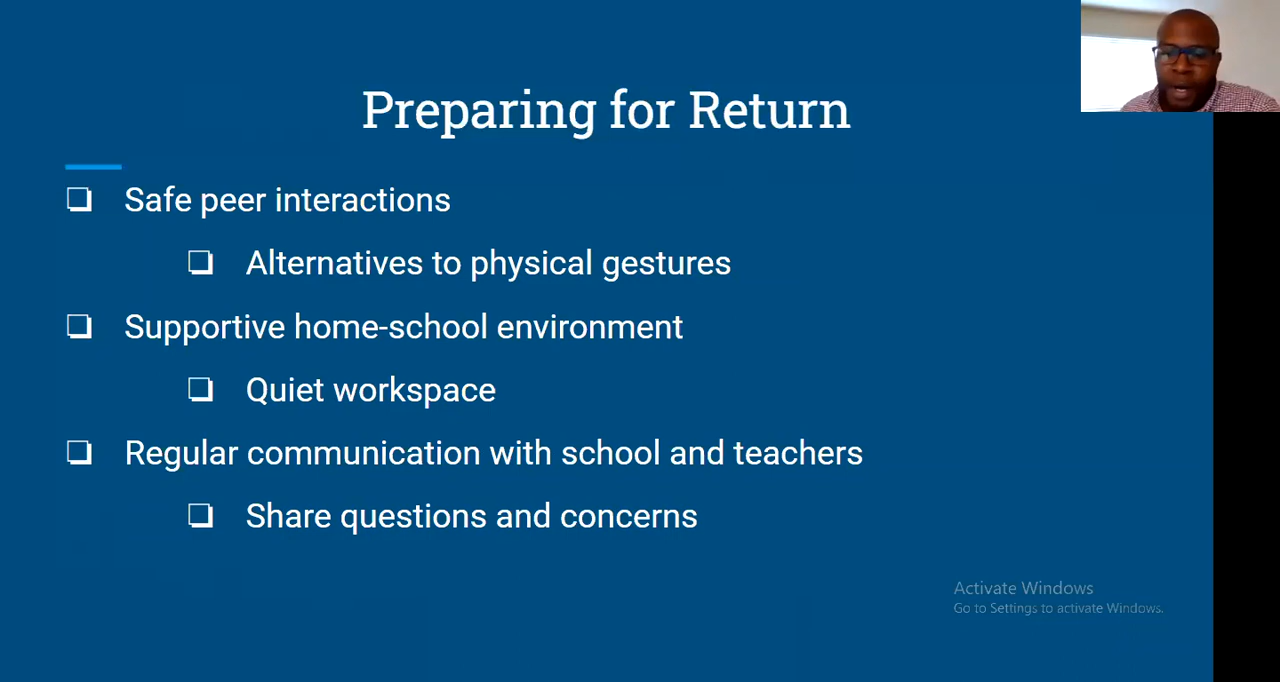 Preparing for Return
Safe peer interactions
Alternatives to physical gestures
Supportive home-school environment
Quiet workspace
Regular communication with school and teachers
Share questions and concerns
Activate Windows
Go to Settings to activate Windows.